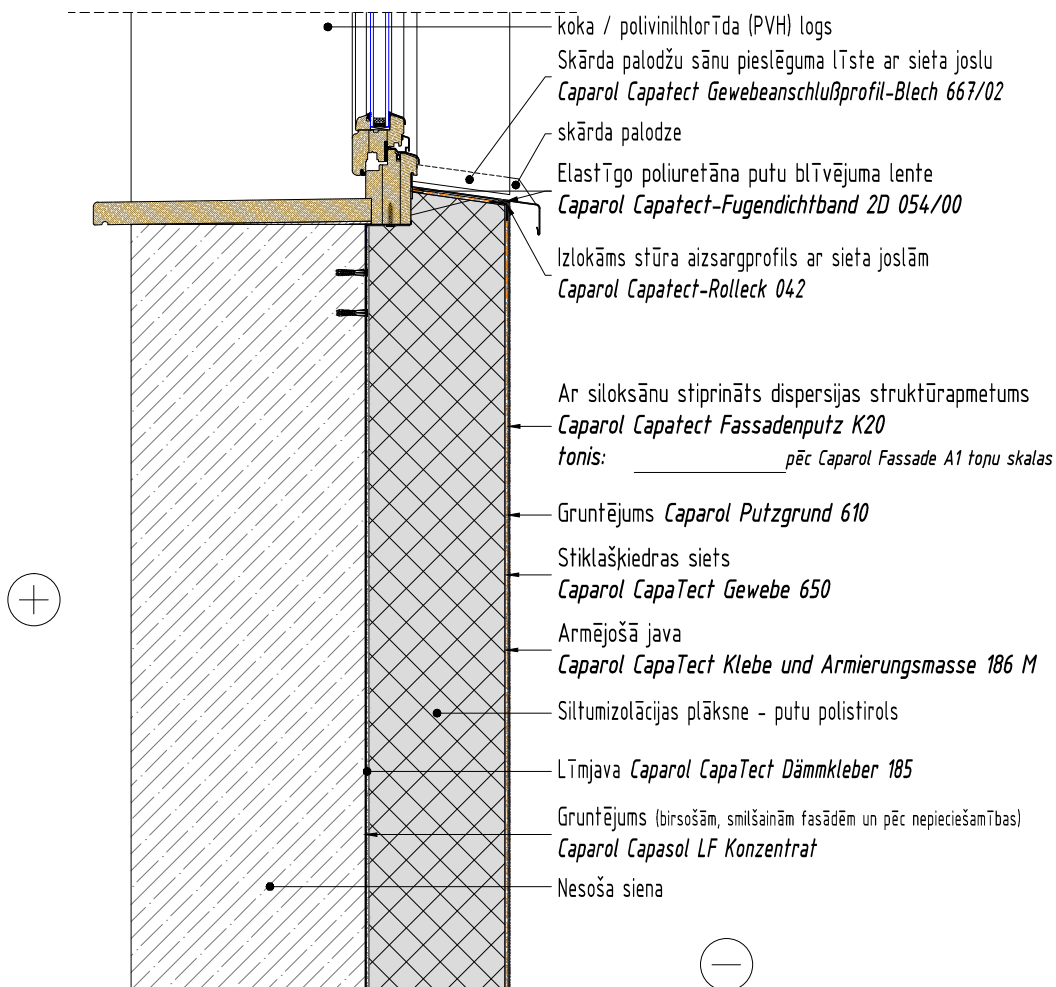 koka / polivinilhlorīda (PVH) logs
Skārda palodžu sānu pieslēguma līste ar sieta joslu
Caparol Capatect Gewebeanschlußprofil-Blech 667/02
skārda palodze
Elastīgo poliuretāna putu blīvējuma lente
Caparol Capatect-Fugendichtband 2D 054/00
Izlokāms stūra aizsargprofils ar sieta joslām
Caparol Capatect-Rolleck 042
Ar siloksānu stiprināts dispersijas struktūrapmetums
Caparol Capatect Fassadenputz K20
tonis: ____________ pēc Caparol Fassade A1 toņu skalas
Gruntējums Caparol Putzgrund 610
Stiklašķiedras siets
Caparol CapaTect Gewebe 650
Armējošā java
Caparol CapaTect Klebe und Armierungsmasse 186 M
Siltumizolācijas plāksne - putu polistirols
Līmjava Caparol CapaTect Dämmkleber 185
Gruntējums (birsošām, smilšainām fasādēm un pēc nepieciešamības)
Caparol Capasol LF Konzentrat
Nesoša siena
+
−